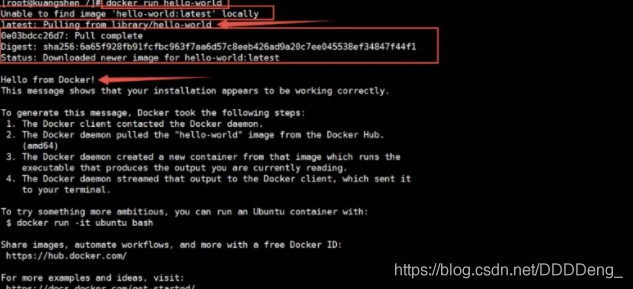 [root@kuangshen /]# docker run hello-world
Unable to find image 'hello-world:latest' locally
latest: Pulling from library/hello-world
0e03bdcc26d7: Pull complete
Digest: sha256:6a65f928fb91fcfbc963f7aa6d57c8eeb426ad9a20c7ee045538ef34847f44f1
Status: Downloaded newer image for hello-world:latest
Hello from Docker!
This message shows that your installation appears to be working correctly.
To generate this message, Docker took the following steps:
1. The Docker client contacted the Docker daemon.
2. The Docker daemon pulled the "hello-world" image from the Docker Hub.
(amd64)
3. The Docker daemon created a new container from that image which runs the
executable that produces the output you are currently reading.
4. The Docker daemon streamed that output to the Docker client, which sent it
to your terminal.
To try something more ambitious, you can run an Ubuntu container with:
$ docker run -it ubuntu bash
Share images, automate workflows, and more with a free Docker ID:
https://hub.docker.com/
For more examples and ideas, visit:
https://docs.docker.com/get-started/
https://blog.csdn.net/DDDDeng_